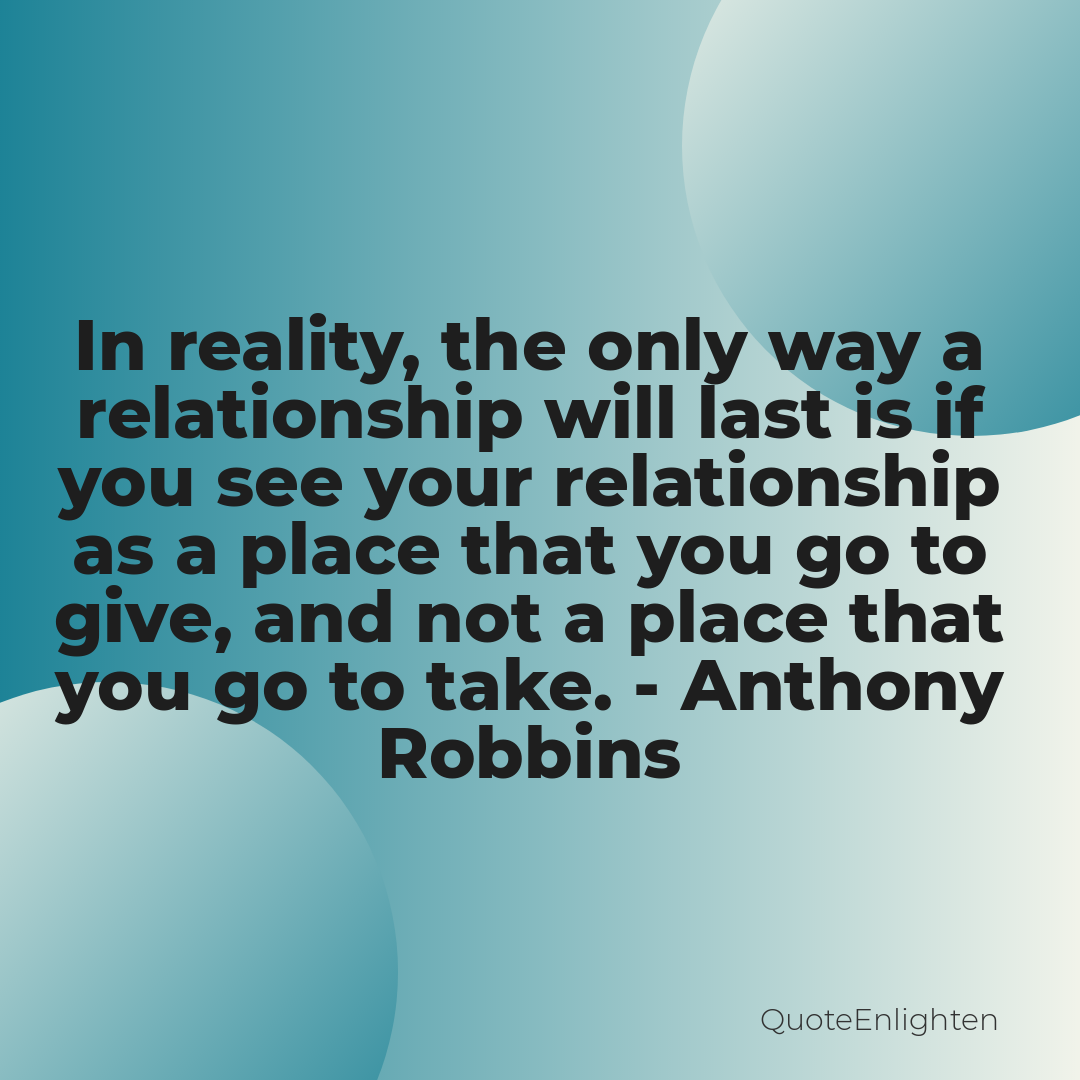 In reality, the only way a
relationship will last is if
you see your relationship
as a place that you go to
give, and not a place that
you go to take. - Anthony
Robbins
QuoteEnlighten